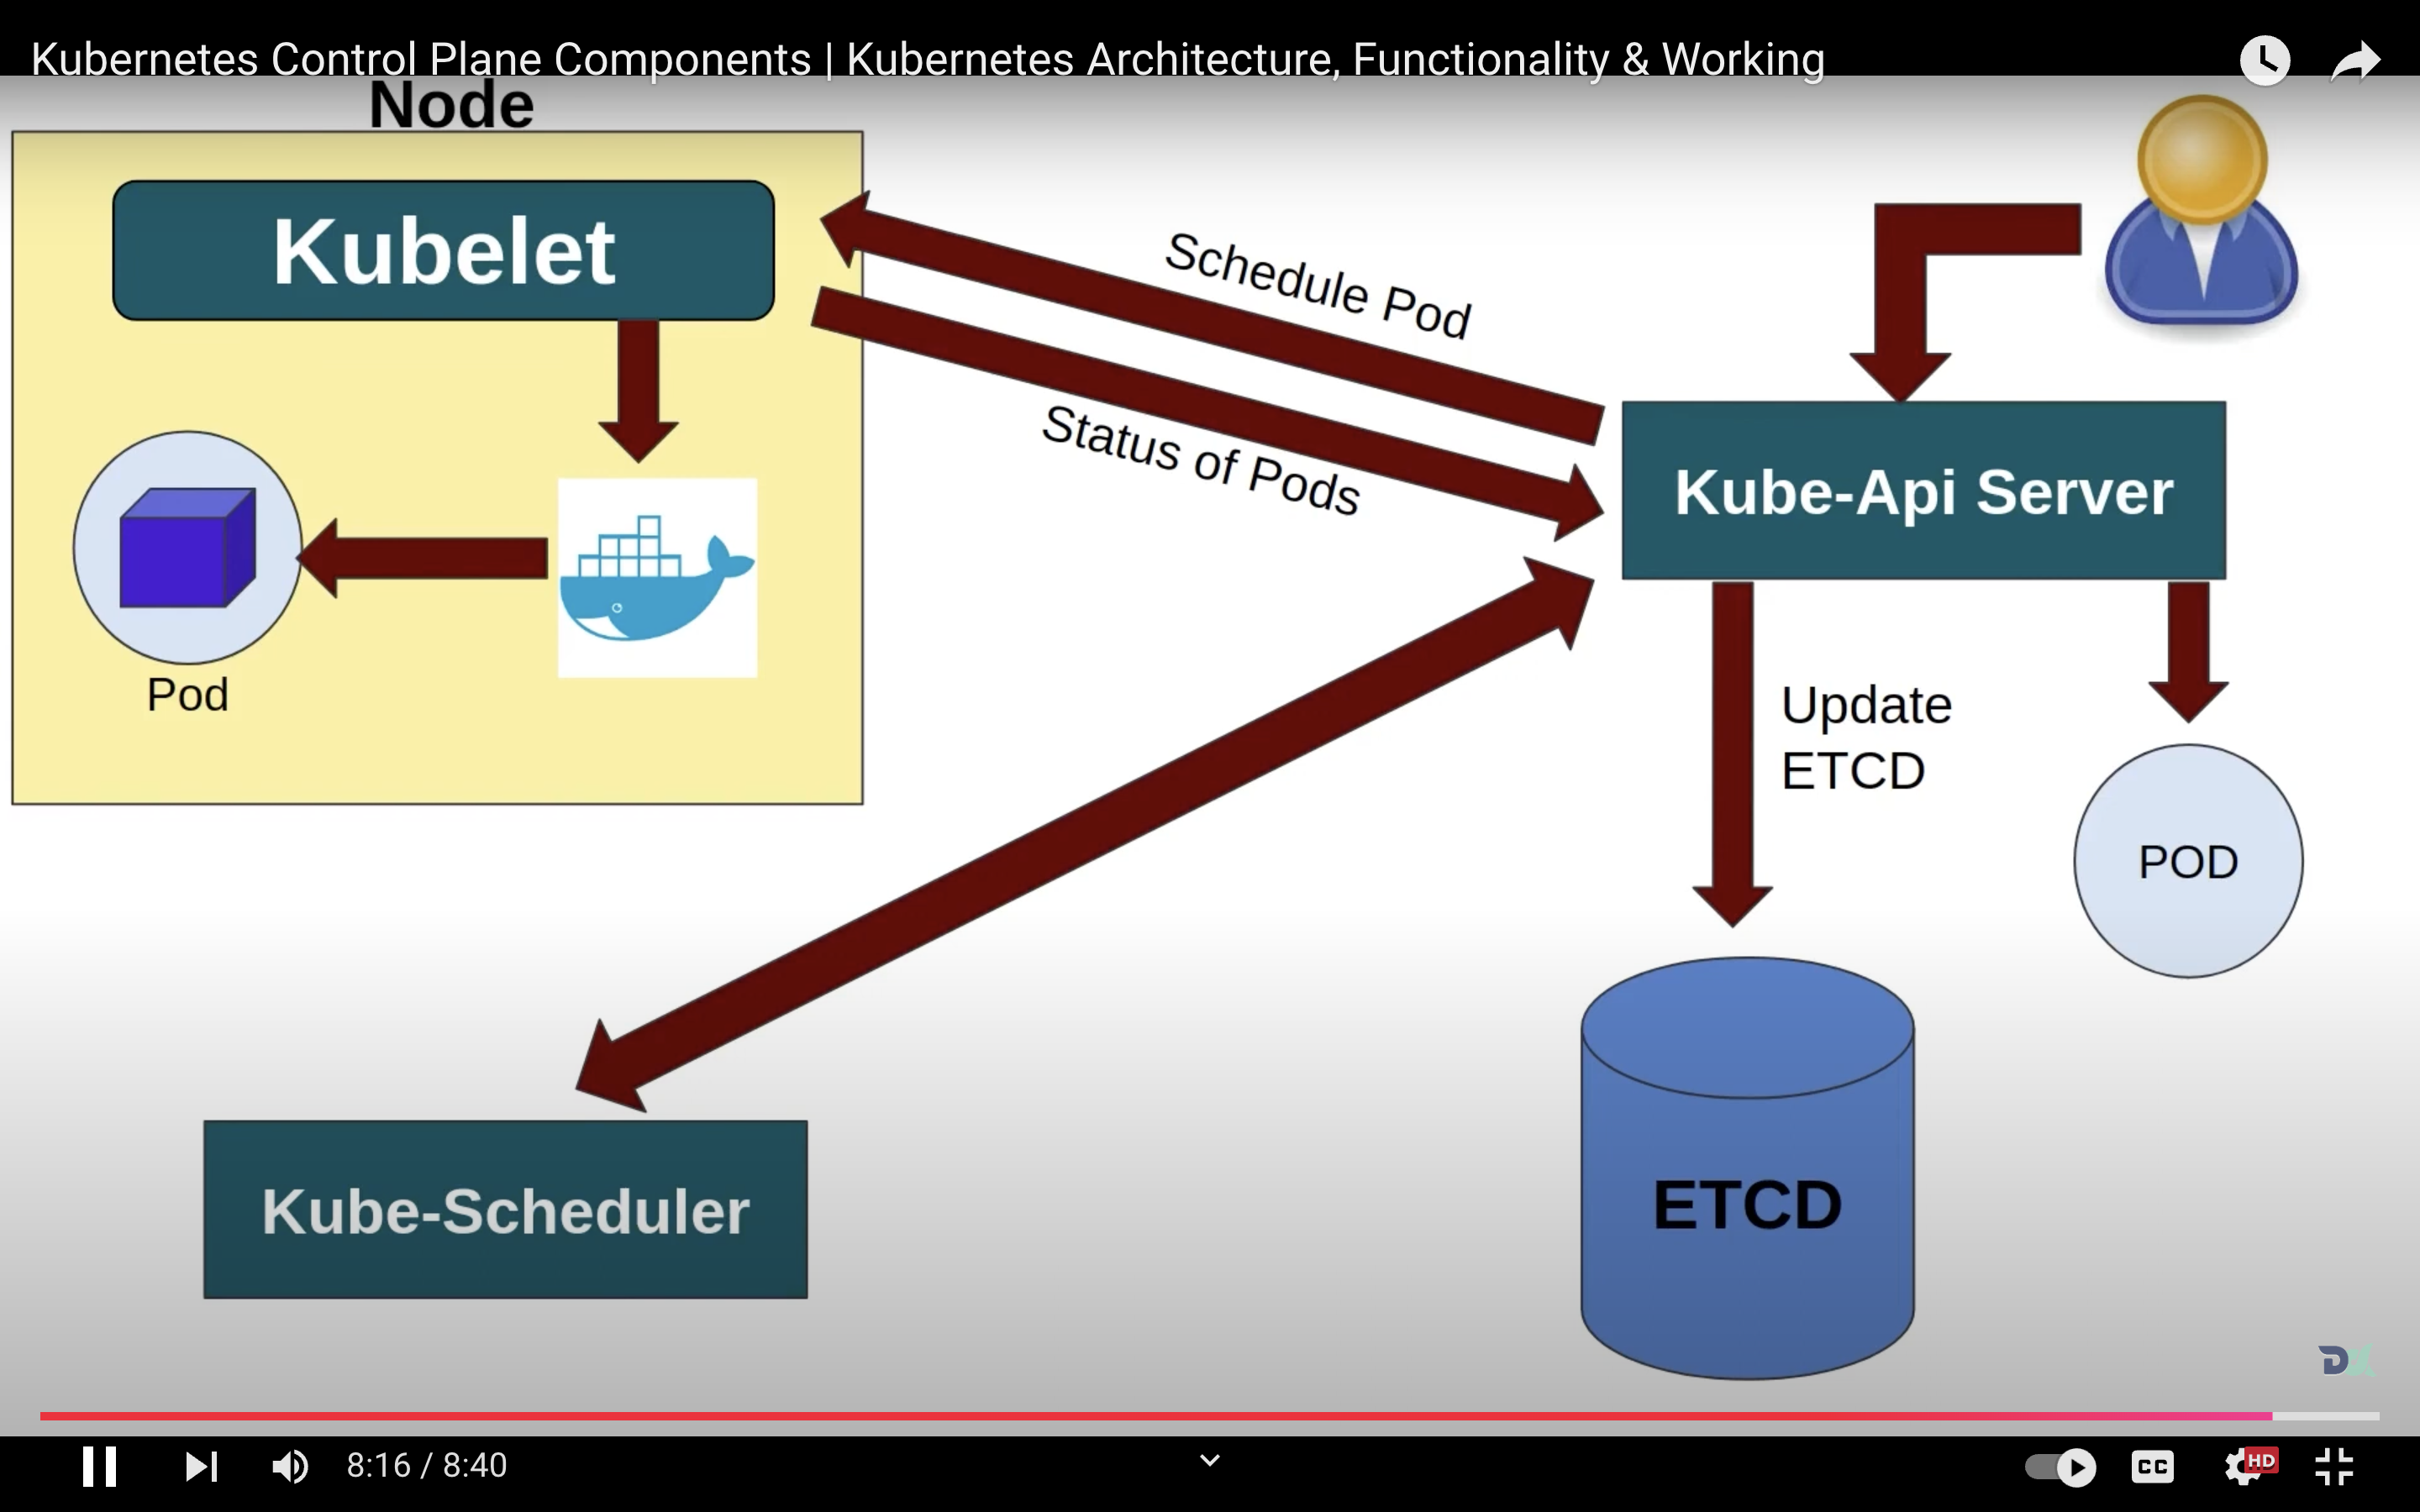 Kubernetes Control Plane Components | Kubernetes Architecture, Functionality & Working
Node
Kubelet
Schedule Pod
Status of Pods
Kube-Api Server
Pod
Update
ETCD
POD
Kube-Scheduler
ETCD
DX
8:16 / 8:40
CC
HD